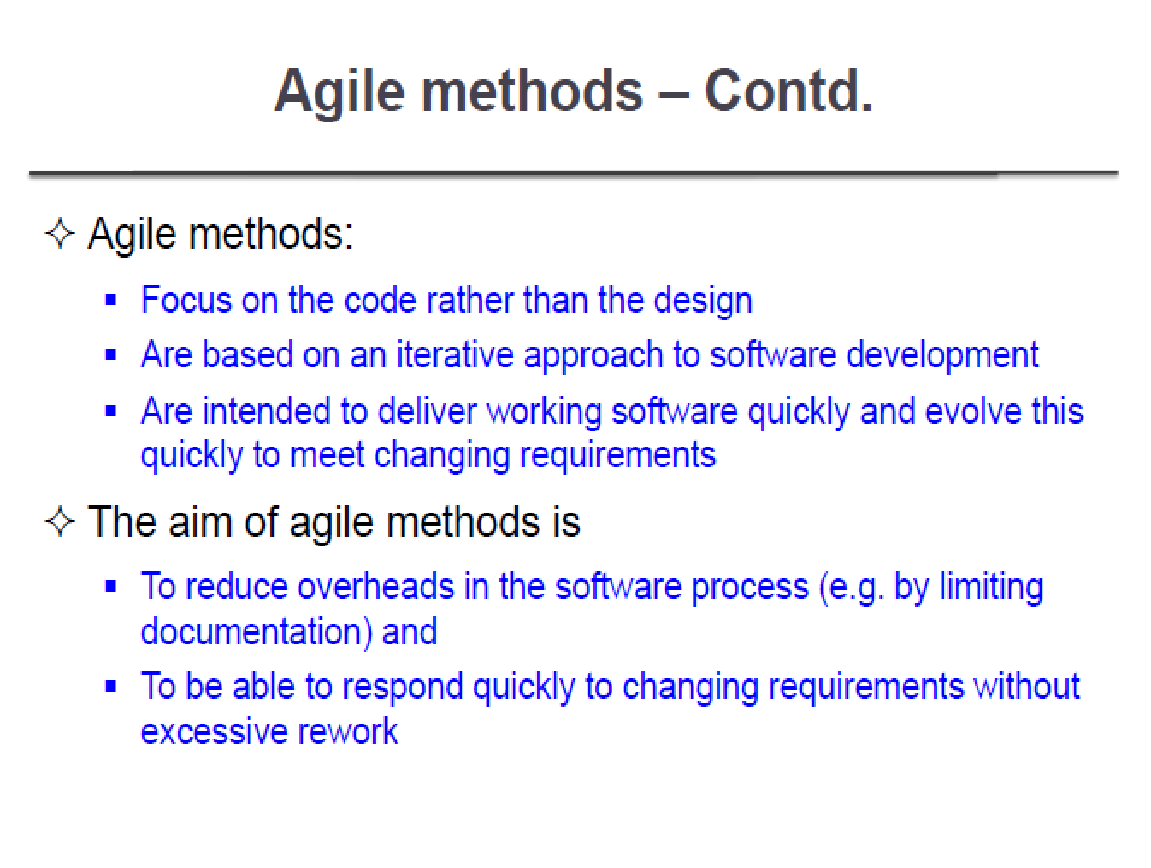 Agile methods – Contd.
✧ Agile methods:
▪ Focus on the code rather than the design
▪ Are based on an iterative approach to software development
▪ Are intended to deliver working software quickly and evolve this
quickly to meet changing requirements
✧ The aim of agile methods is
▪ To reduce overheads in the software process (e.g. by limiting
documentation) and
▪ To be able to respond quickly to changing requirements without
excessive rework